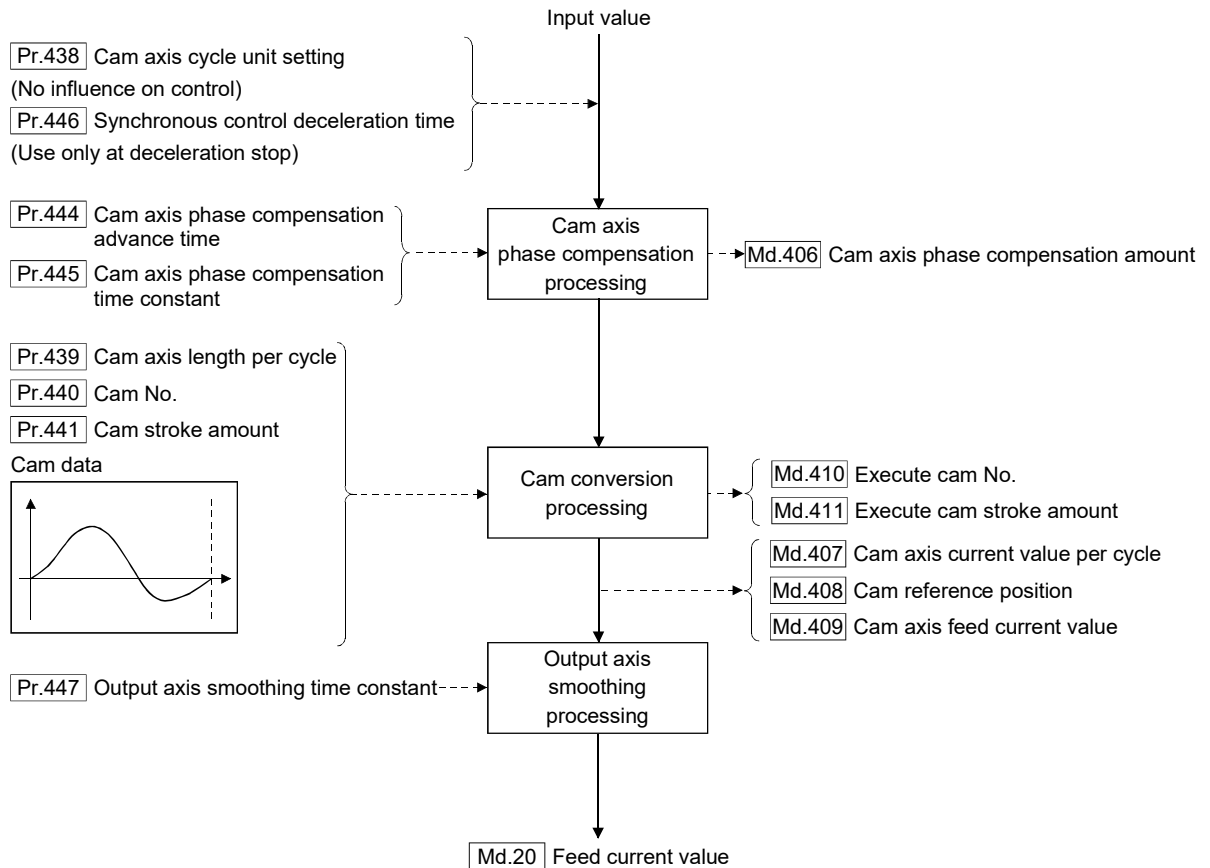 Input value
Pr.438 Cam axis cycle unit setting
(No influence on control)
Pr.446 Synchronous control deceleration time
(Use only at deceleration stop)
Pr.444 Cam axis phase compensation
advance time
Pr.445 Cam axis phase compensation
time constant
Cam axis
phase compensation
processing
Md.406 Cam axis phase compensation amount
Pr.439 Cam axis length per cycle
Pr.440 Cam No.
Pr.441 Cam stroke amount
Cam data
Cam conversion
processing
Md.410 Execute cam No.
Md.411 Execute cam stroke amount
Md.407 Cam axis current value per cycle
Md.408 Cam reference position
Md.409 Cam axis feed current value
Pr.447 Output axis smoothing time constant
Output axis
smoothing
processing
Md.20 Feed current value